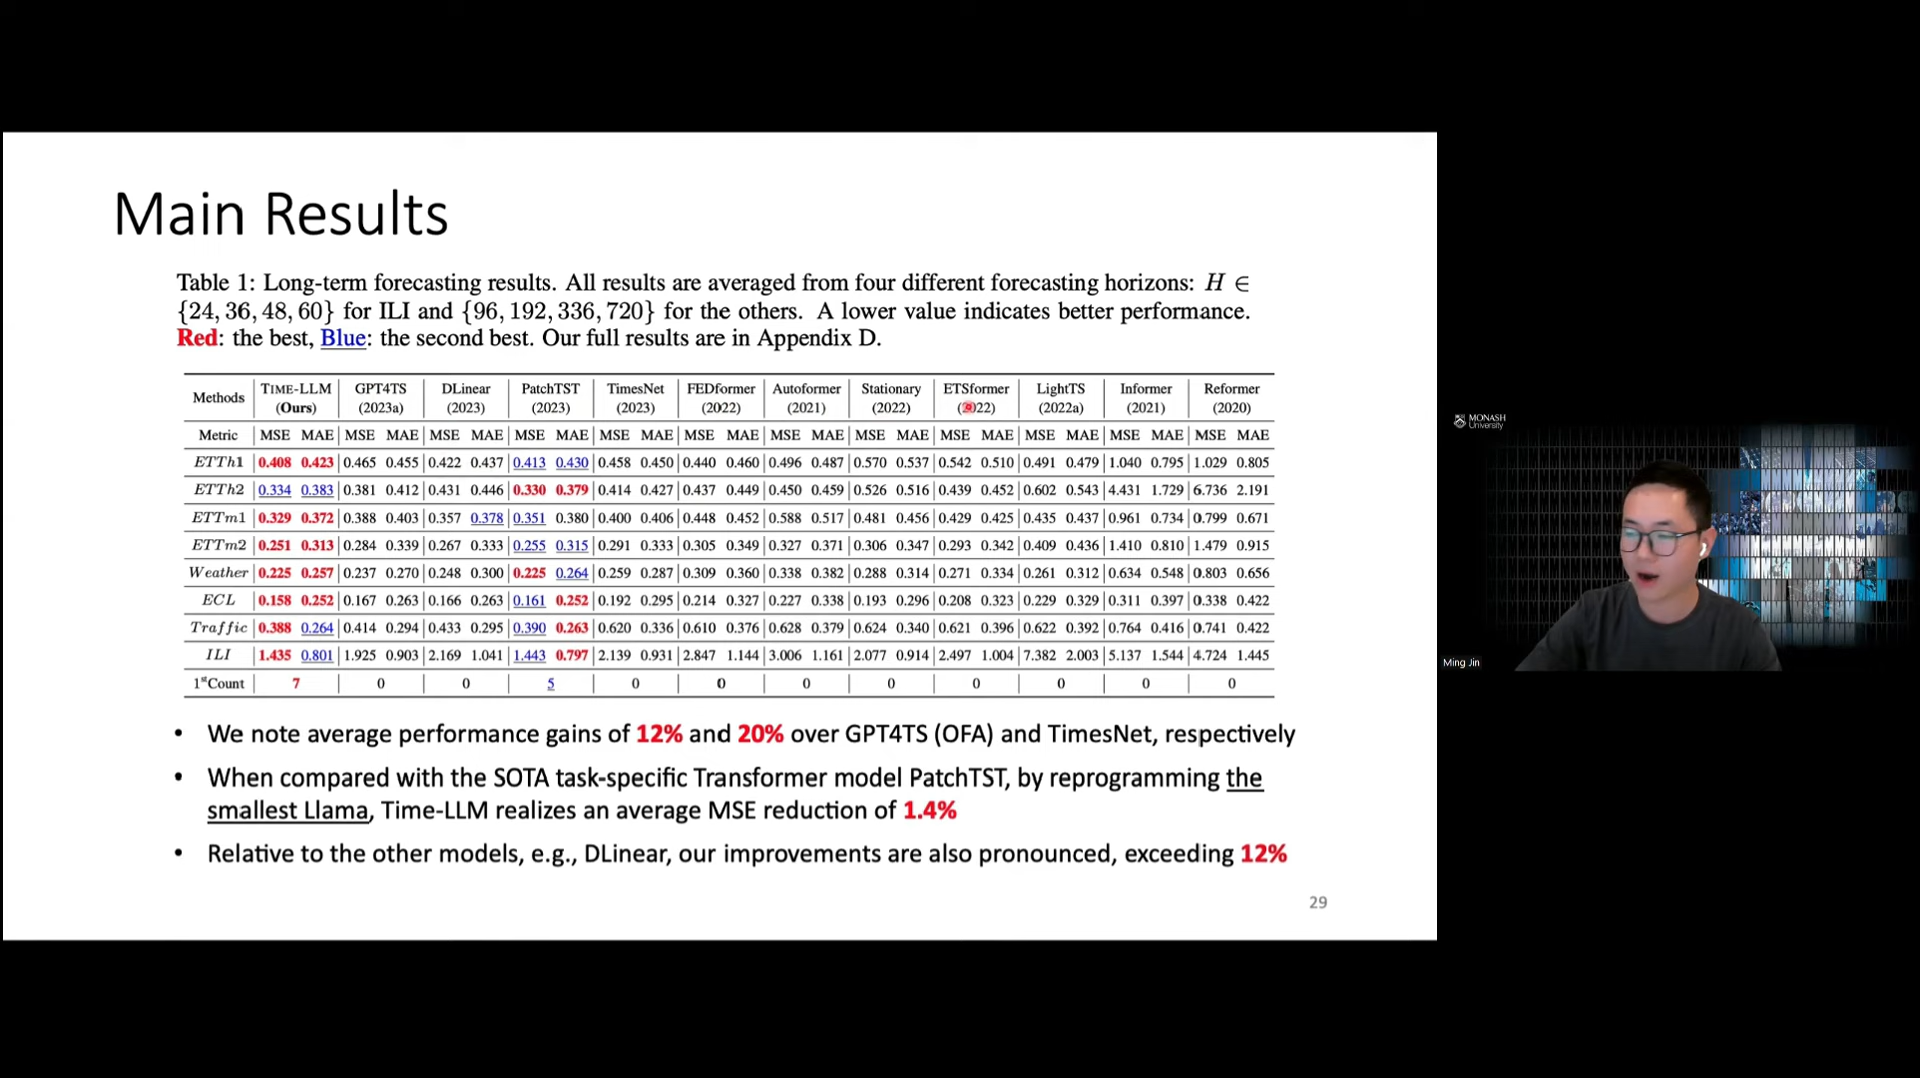 Main Results
Table 1: Long-term forecasting results. All results are averaged from four different forecasting horizons: H ∈
{24, 36, 48, 60} for ILI and {96, 192, 336, 720} for the others. A lower value indicates better performance.
Red: the best, Blue: the second best. Our full results are in Appendix D.
Methods | TIME-LLM (Ours) | GPT4TS (2023a) | DLinear (2023) | PatchTST (2023) | TimesNet (2023) | FEDformer (2022) | Autoformer (2021) | Stationary (2022) | ETSformer (2022) | LightTS (2022a) | Informer (2021) | Reformer (2020)
Metric | MSE MAE | MSE MAE | MSE MAE | MSE MAE | MSE MAE | MSE MAE | MSE MAE | MSE MAE | MSE MAE | MSE MAE | MSE MAE | MSE MAE
ETTh1 | 0.408 0.423 | 0.465 0.455 | 0.422 0.437 | 0.413 0.430 | 0.458 0.450 | 0.440 0.460 | 0.496 0.487 | 0.570 0.537 | 0.542 0.510 | 0.491 0.479 | 1.040 0.795 | 1.029 0.805
ETTh2 | 0.334 0.383 | 0.381 0.412 | 0.431 0.446 | 0.330 0.379 | 0.414 0.427 | 0.437 0.449 | 0.450 0.459 | 0.526 0.516 | 0.439 0.452 | 0.602 0.543 | 4.431 1.729 | 6.736 2.191
ETTm1 | 0.329 0.372 | 0.388 0.403 | 0.357 0.378 | 0.351 0.380 | 0.400 0.406 | 0.448 0.452 | 0.588 0.517 | 0.481 0.456 | 0.429 0.425 | 0.435 0.437 | 0.961 0.734 | 0.799 0.671
ETTm2 | 0.251 0.313 | 0.284 0.339 | 0.267 0.333 | 0.255 0.315 | 0.291 0.333 | 0.305 0.349 | 0.327 0.371 | 0.306 0.347 | 0.293 0.342 | 0.409 0.436 | 1.410 0.810 | 1.479 0.915
Weather | 0.225 0.257 | 0.237 0.270 | 0.248 0.300 | 0.225 0.264 | 0.259 0.287 | 0.309 0.360 | 0.338 0.382 | 0.288 0.314 | 0.271 0.334 | 0.261 0.312 | 0.634 0.548 | 0.803 0.656
ECL | 0.158 0.252 | 0.167 0.263 | 0.166 0.263 | 0.161 0.252 | 0.192 0.295 | 0.214 0.327 | 0.227 0.338 | 0.193 0.296 | 0.208 0.323 | 0.229 0.329 | 0.311 0.397 | 0.338 0.422
Traffic | 0.388 0.264 | 0.414 0.294 | 0.433 0.295 | 0.390 0.263 | 0.620 0.336 | 0.610 0.376 | 0.628 0.379 | 0.624 0.340 | 0.621 0.396 | 0.622 0.392 | 0.764 0.416 | 0.741 0.422
ILI | 1.435 0.801 | 1.925 0.903 | 2.169 1.041 | 1.443 0.797 | 2.139 0.931 | 2.847 1.144 | 3.006 1.161 | 2.077 0.914 | 2.497 1.004 | 7.382 2.003 | 5.137 1.544 | 4.724 1.445
1stCount | 7 | 0 | 0 | 5 | 0 | 0 | 0 | 0 | 0 | 0 | 0 | 0
• We note average performance gains of 12% and 20% over GPT4TS (OFA) and TimesNet, respectively
• When compared with the SOTA task-specific Transformer model PatchTST, by reprogramming the
smallest Llama, Time-LLM realizes an average MSE reduction of 1.4%
• Relative to the other models, e.g., DLinear, our improvements are also pronounced, exceeding 12%
29
MONASH
University
Ming Jin